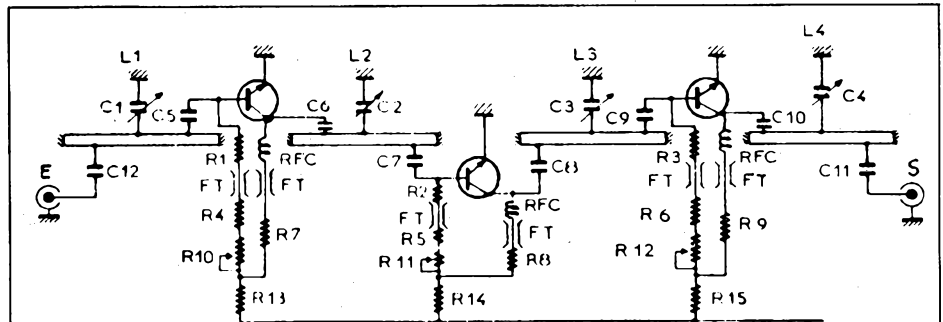 L1 L2 L3 L4
C1 C5 C6 C2 C3 C9 C10 C4
R1 RFC C7 C8 R3 RFC C11
E C12 FT FT R2 RFC FT FT S
R4 R7 FT FT R6 R9
R5 R8
R10 R11 R12
R13 R14 R15